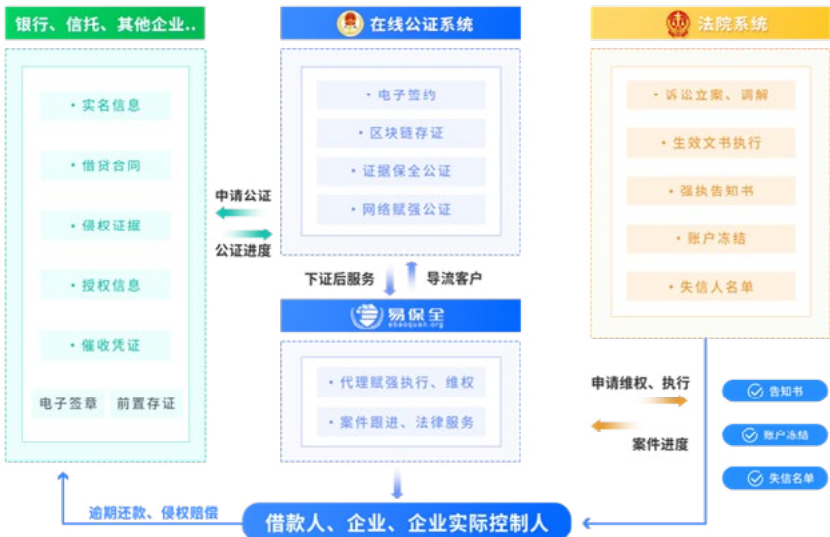 银行、信托、其他企业..
• 实名信息
• 借贷合同
• 侵权证据
• 授权信息
• 催收凭证
电子签章
前置存证
申请公证
公证进度
在线公证系统
• 电子签约
• 区块链存证
• 证据保全公证
• 网络赋强公证
下证后服务
导流客户
易保全
ebaoquan.org
• 代理赋强执行、维权
• 案件跟进、法律服务
法院系统
• 诉讼立案、调解
• 生效文书执行
• 强执告知书
• 账户冻结
• 失信人名单
申请维权、执行
案件进度
告知书
账户冻结
失信名单
逾期还款、侵权赔偿
借款人、企业、企业实际控制人